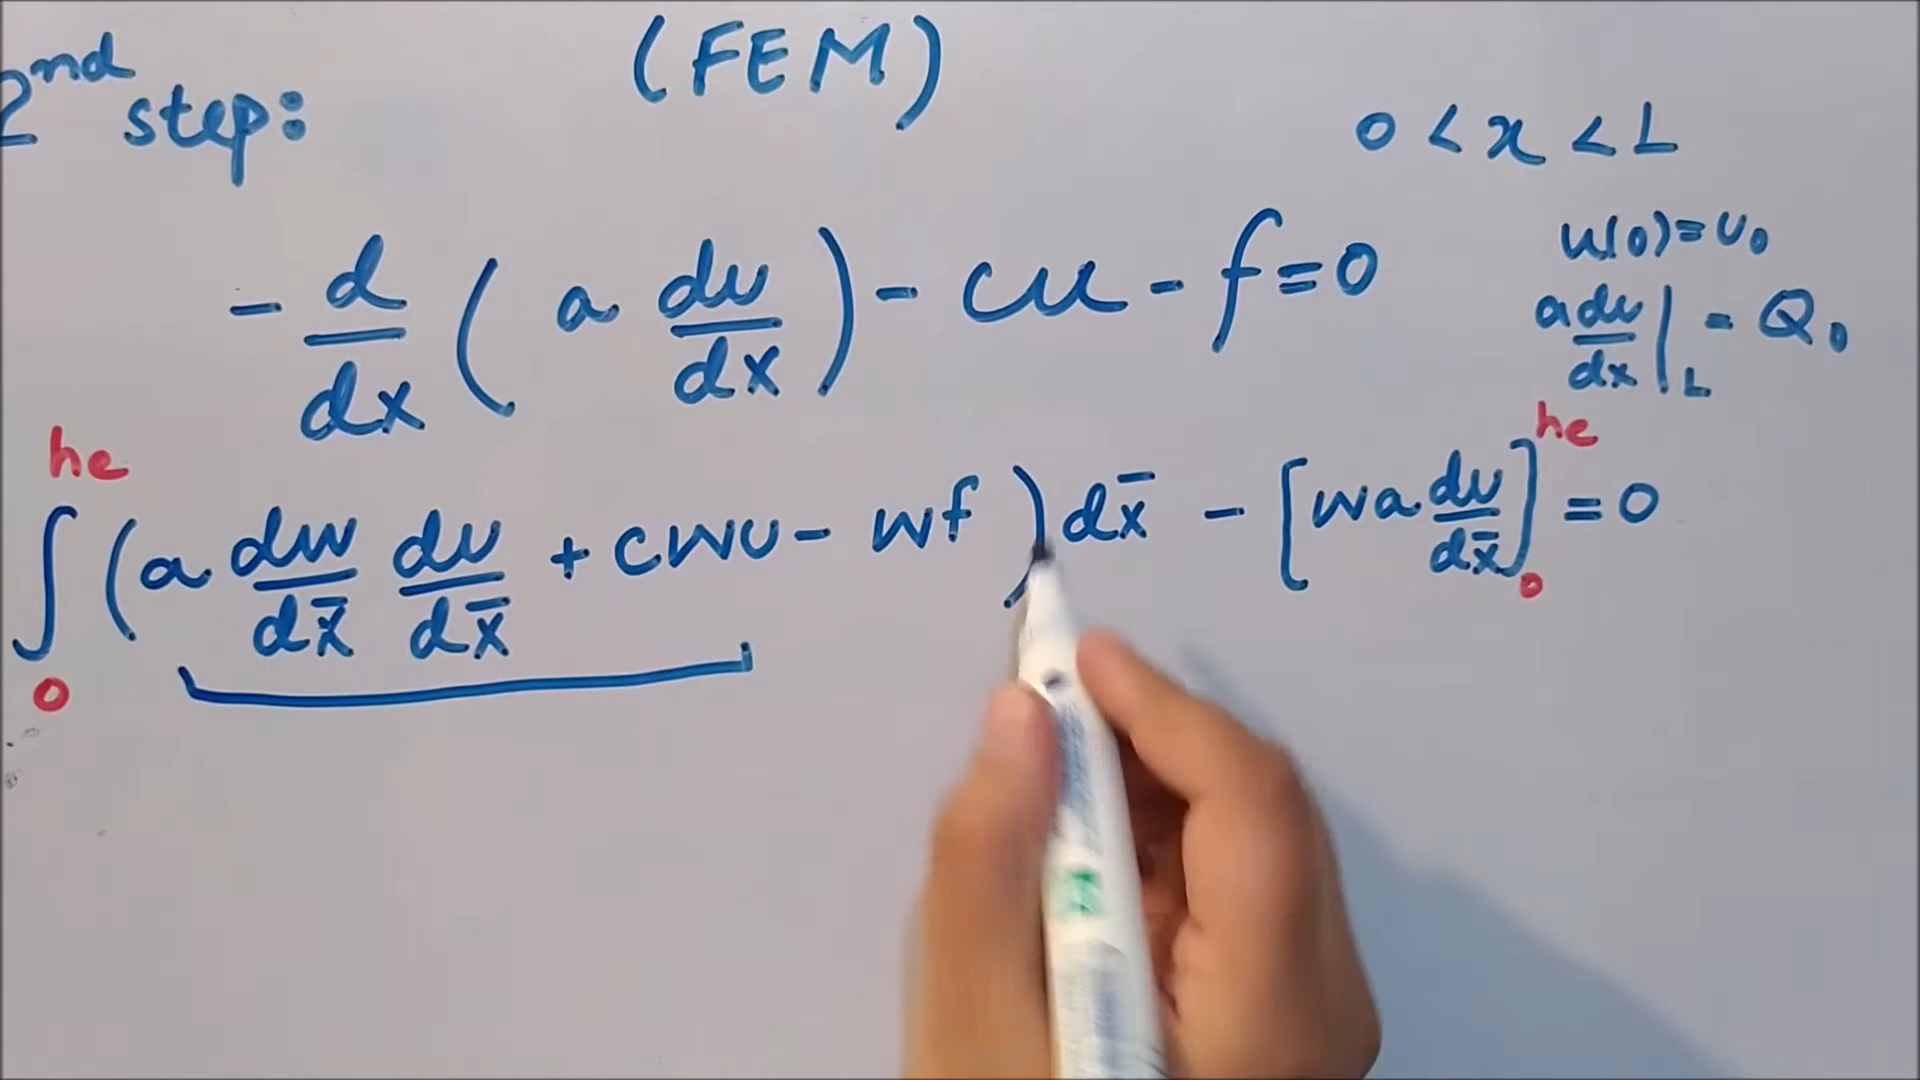 (FEM)
2nd step:
0 < x < L
u(0) = u₀
-d/dx (a du/dx) - cu - f = 0
a du/dx |_L = Q₀
∫₀^he (a dw/dx̄ du/dx̄ + cwu - wf) dx̄ - [wa du/dx̄]₀^he = 0